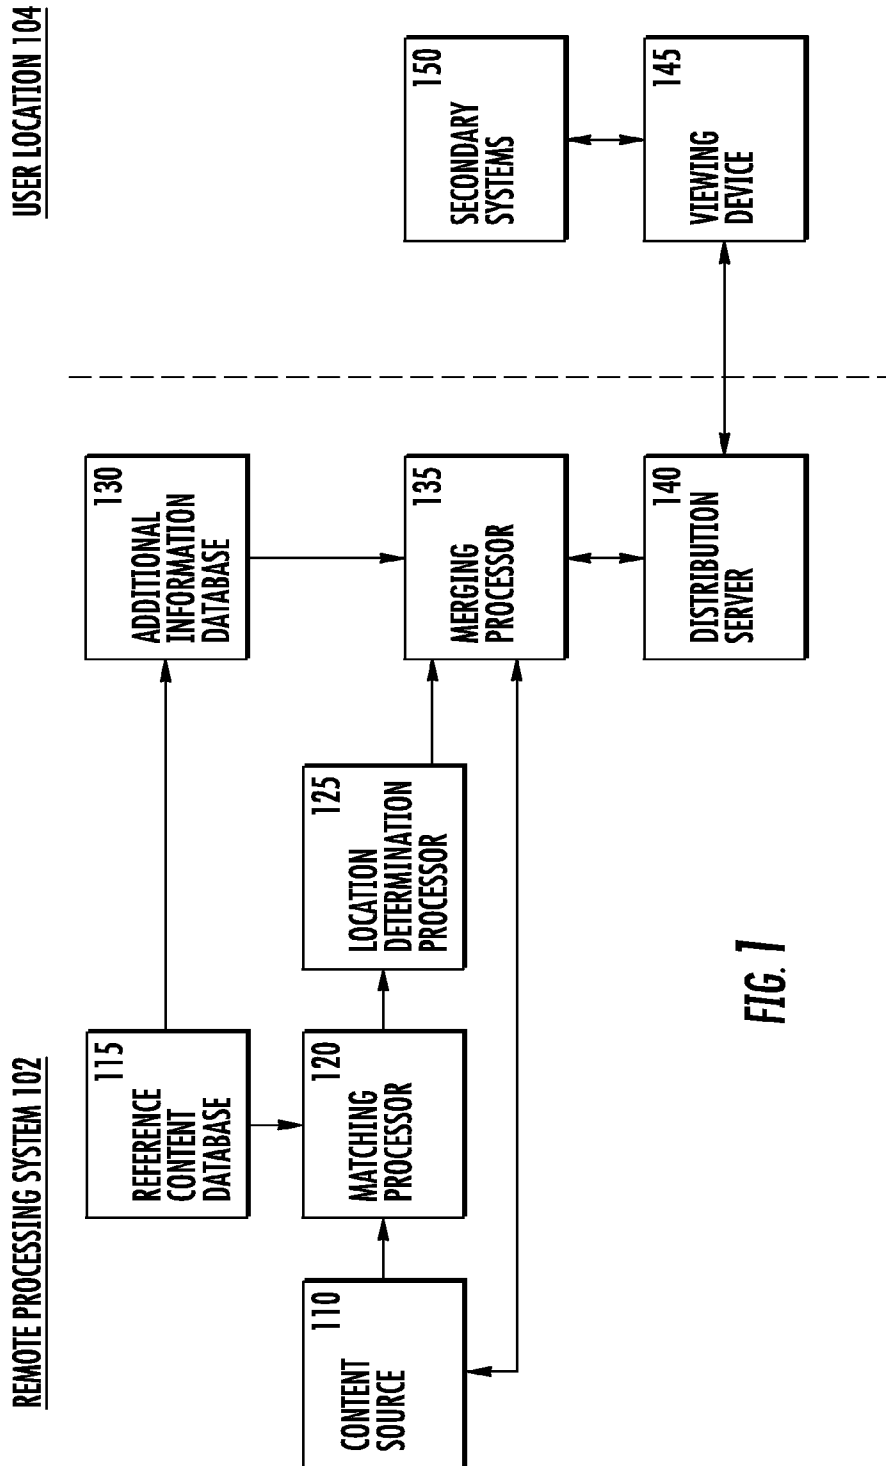 REMOTE PROCESSING SYSTEM 102
USER LOCATION 104
115
REFERENCE
CONTENT
DATABASE
130
ADDITIONAL
INFORMATION
DATABASE
110
CONTENT
SOURCE
120
MATCHING
PROCESSOR
125
LOCATION
DETERMINATION
PROCESSOR
135
MERGING
PROCESSOR
150
SECONDARY
SYSTEMS
140
DISTRIBUTION
SERVER
145
VIEWING
DEVICE
FIG. 1